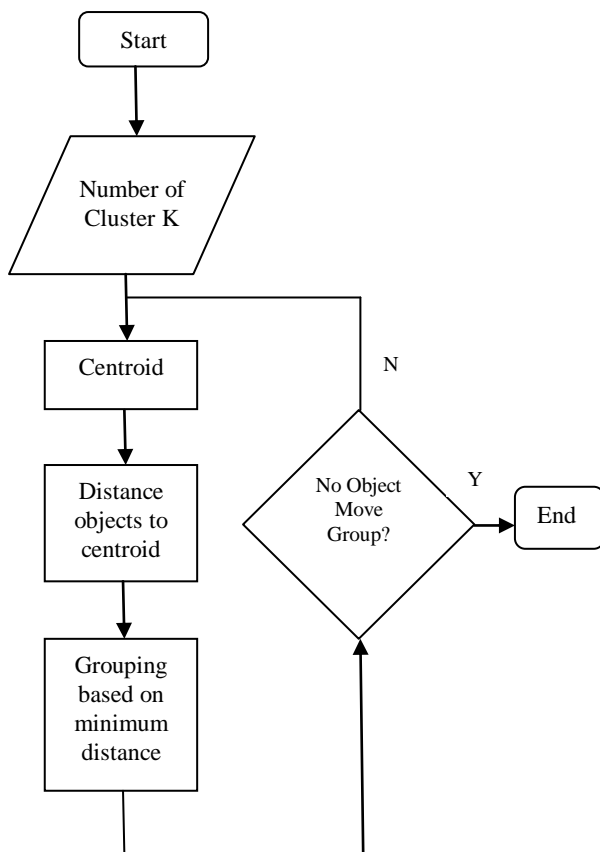 Start
Number of
Cluster K
Centroid
Distance
objects to
centroid
Grouping
based on
minimum
distance
No Object
Move
Group?
N
Y
End